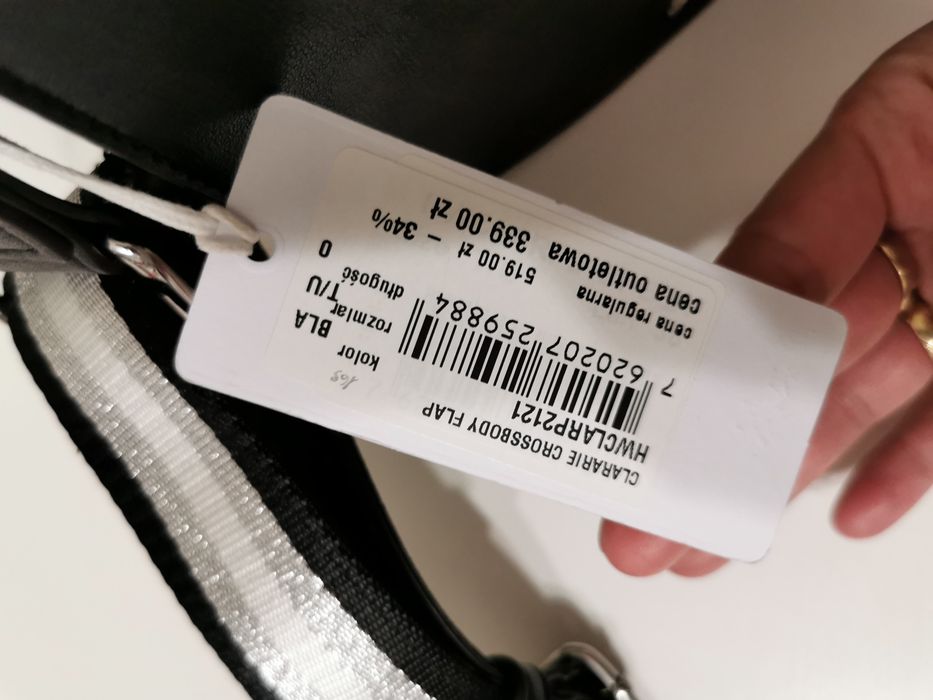 CLARARIE CROSSBODY FLAP
HWCLARP2121
7 620207 259884
kolor BLA
rozmiar T/U
długość 0
cena regularna 519.00 zł - 34%
cena outletowa 339.00 zł